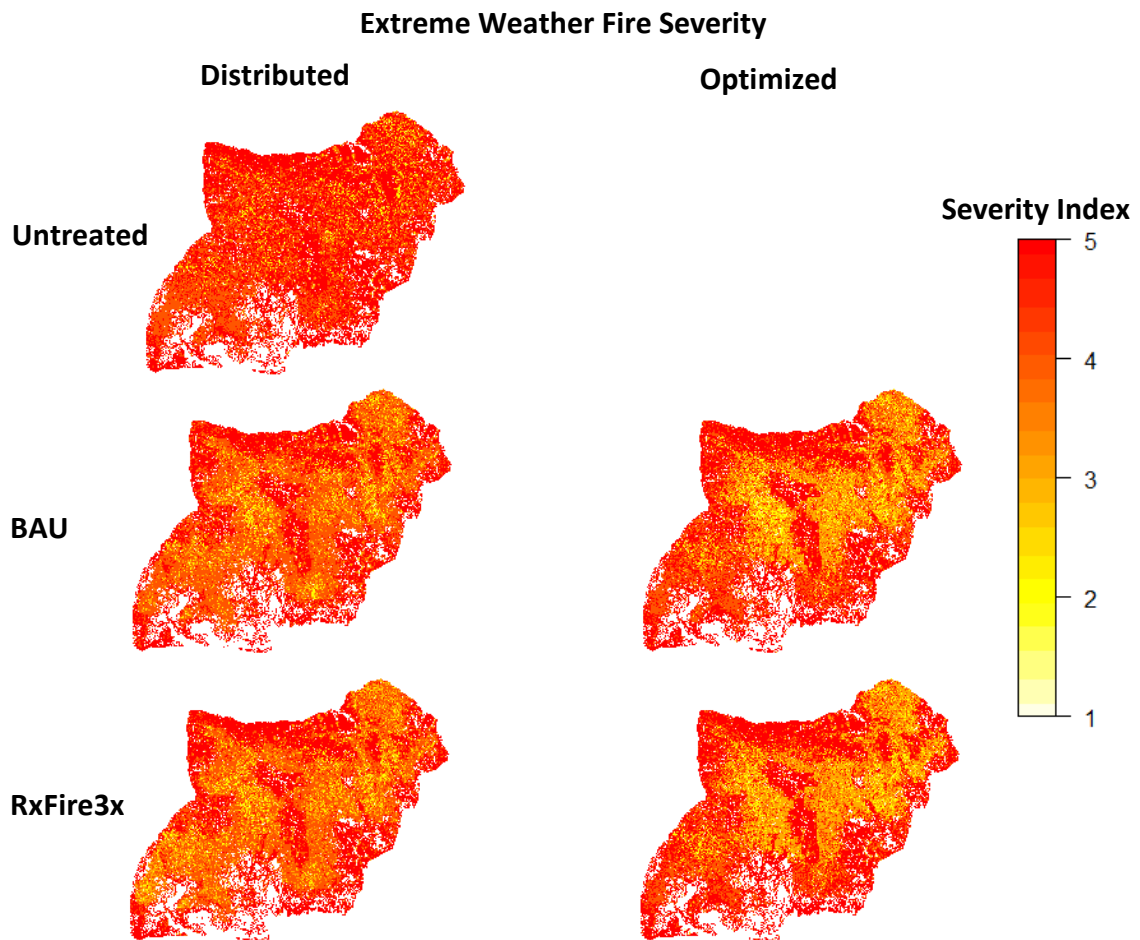 Extreme Weather Fire Severity
Distributed
Optimized
Untreated
Severity Index
5
4
3
2
1
BAU
RxFire3x